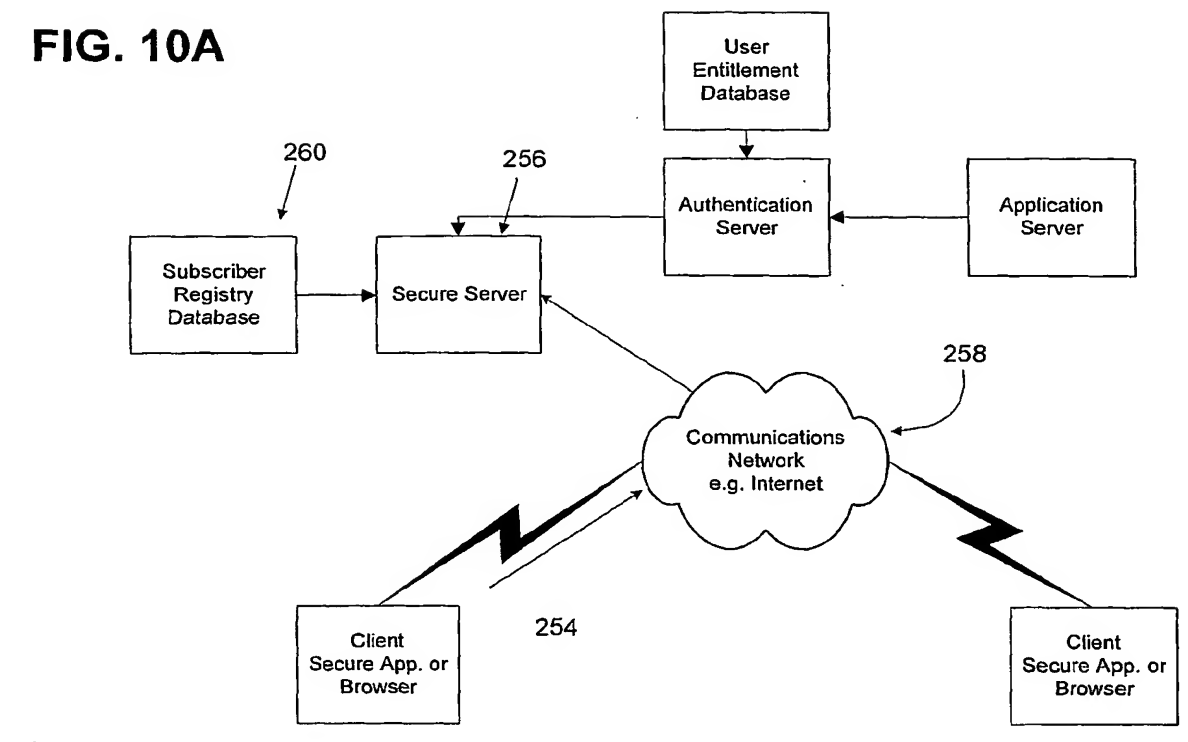 FIG. 10A
User
Entitlement
Database
260
256
Authentication
Server
Application
Server
Subscriber
Registry
Database
Secure Server
258
Communications
Network
e.g. Internet
254
Client
Secure App. or
Browser
Client
Secure App. or
Browser